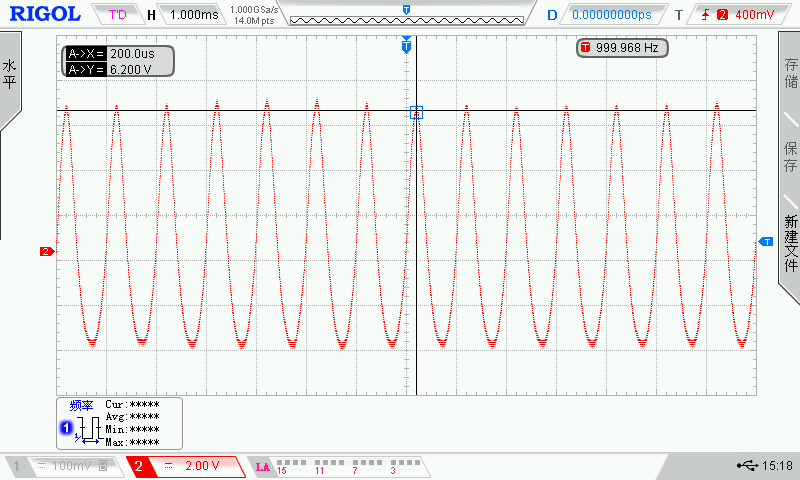 RIGOL T'D H 1.000ms 1.000GSa/s 14.0M pts T D 0.00000000ps T 2 400mV
水平
A->X= 200.0us
A->Y= 6.200 V
T
T 999.968 Hz
存储
保存
新建文件
2
T
频率
1
Cur:*****
Avg:*****
Min:*****
Max:*****
1 100mV B 2 2.00 V LA 15 11 7 3 15:18